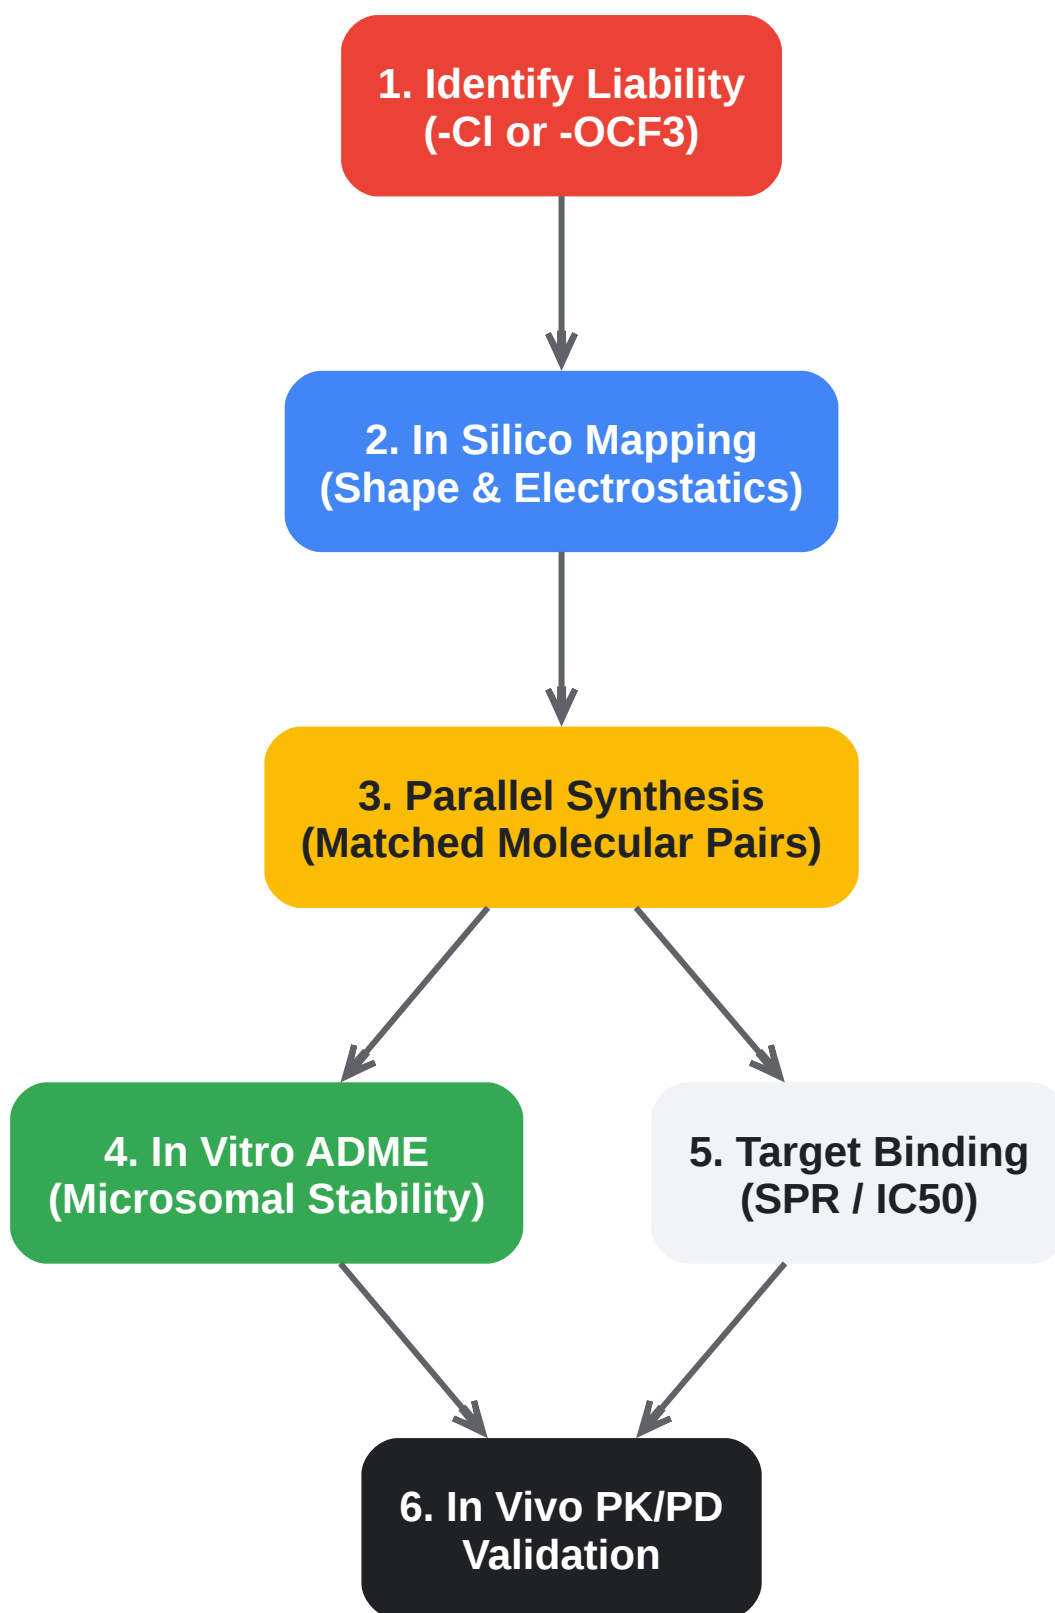 1. Identify Liability
(-Cl or -OCF3)
2. In Silico Mapping
(Shape & Electrostatics)
3. Parallel Synthesis
(Matched Molecular Pairs)
4. In Vitro ADME
(Microsomal Stability)
5. Target Binding
(SPR / IC50)
6. In Vivo PK/PD
Validation